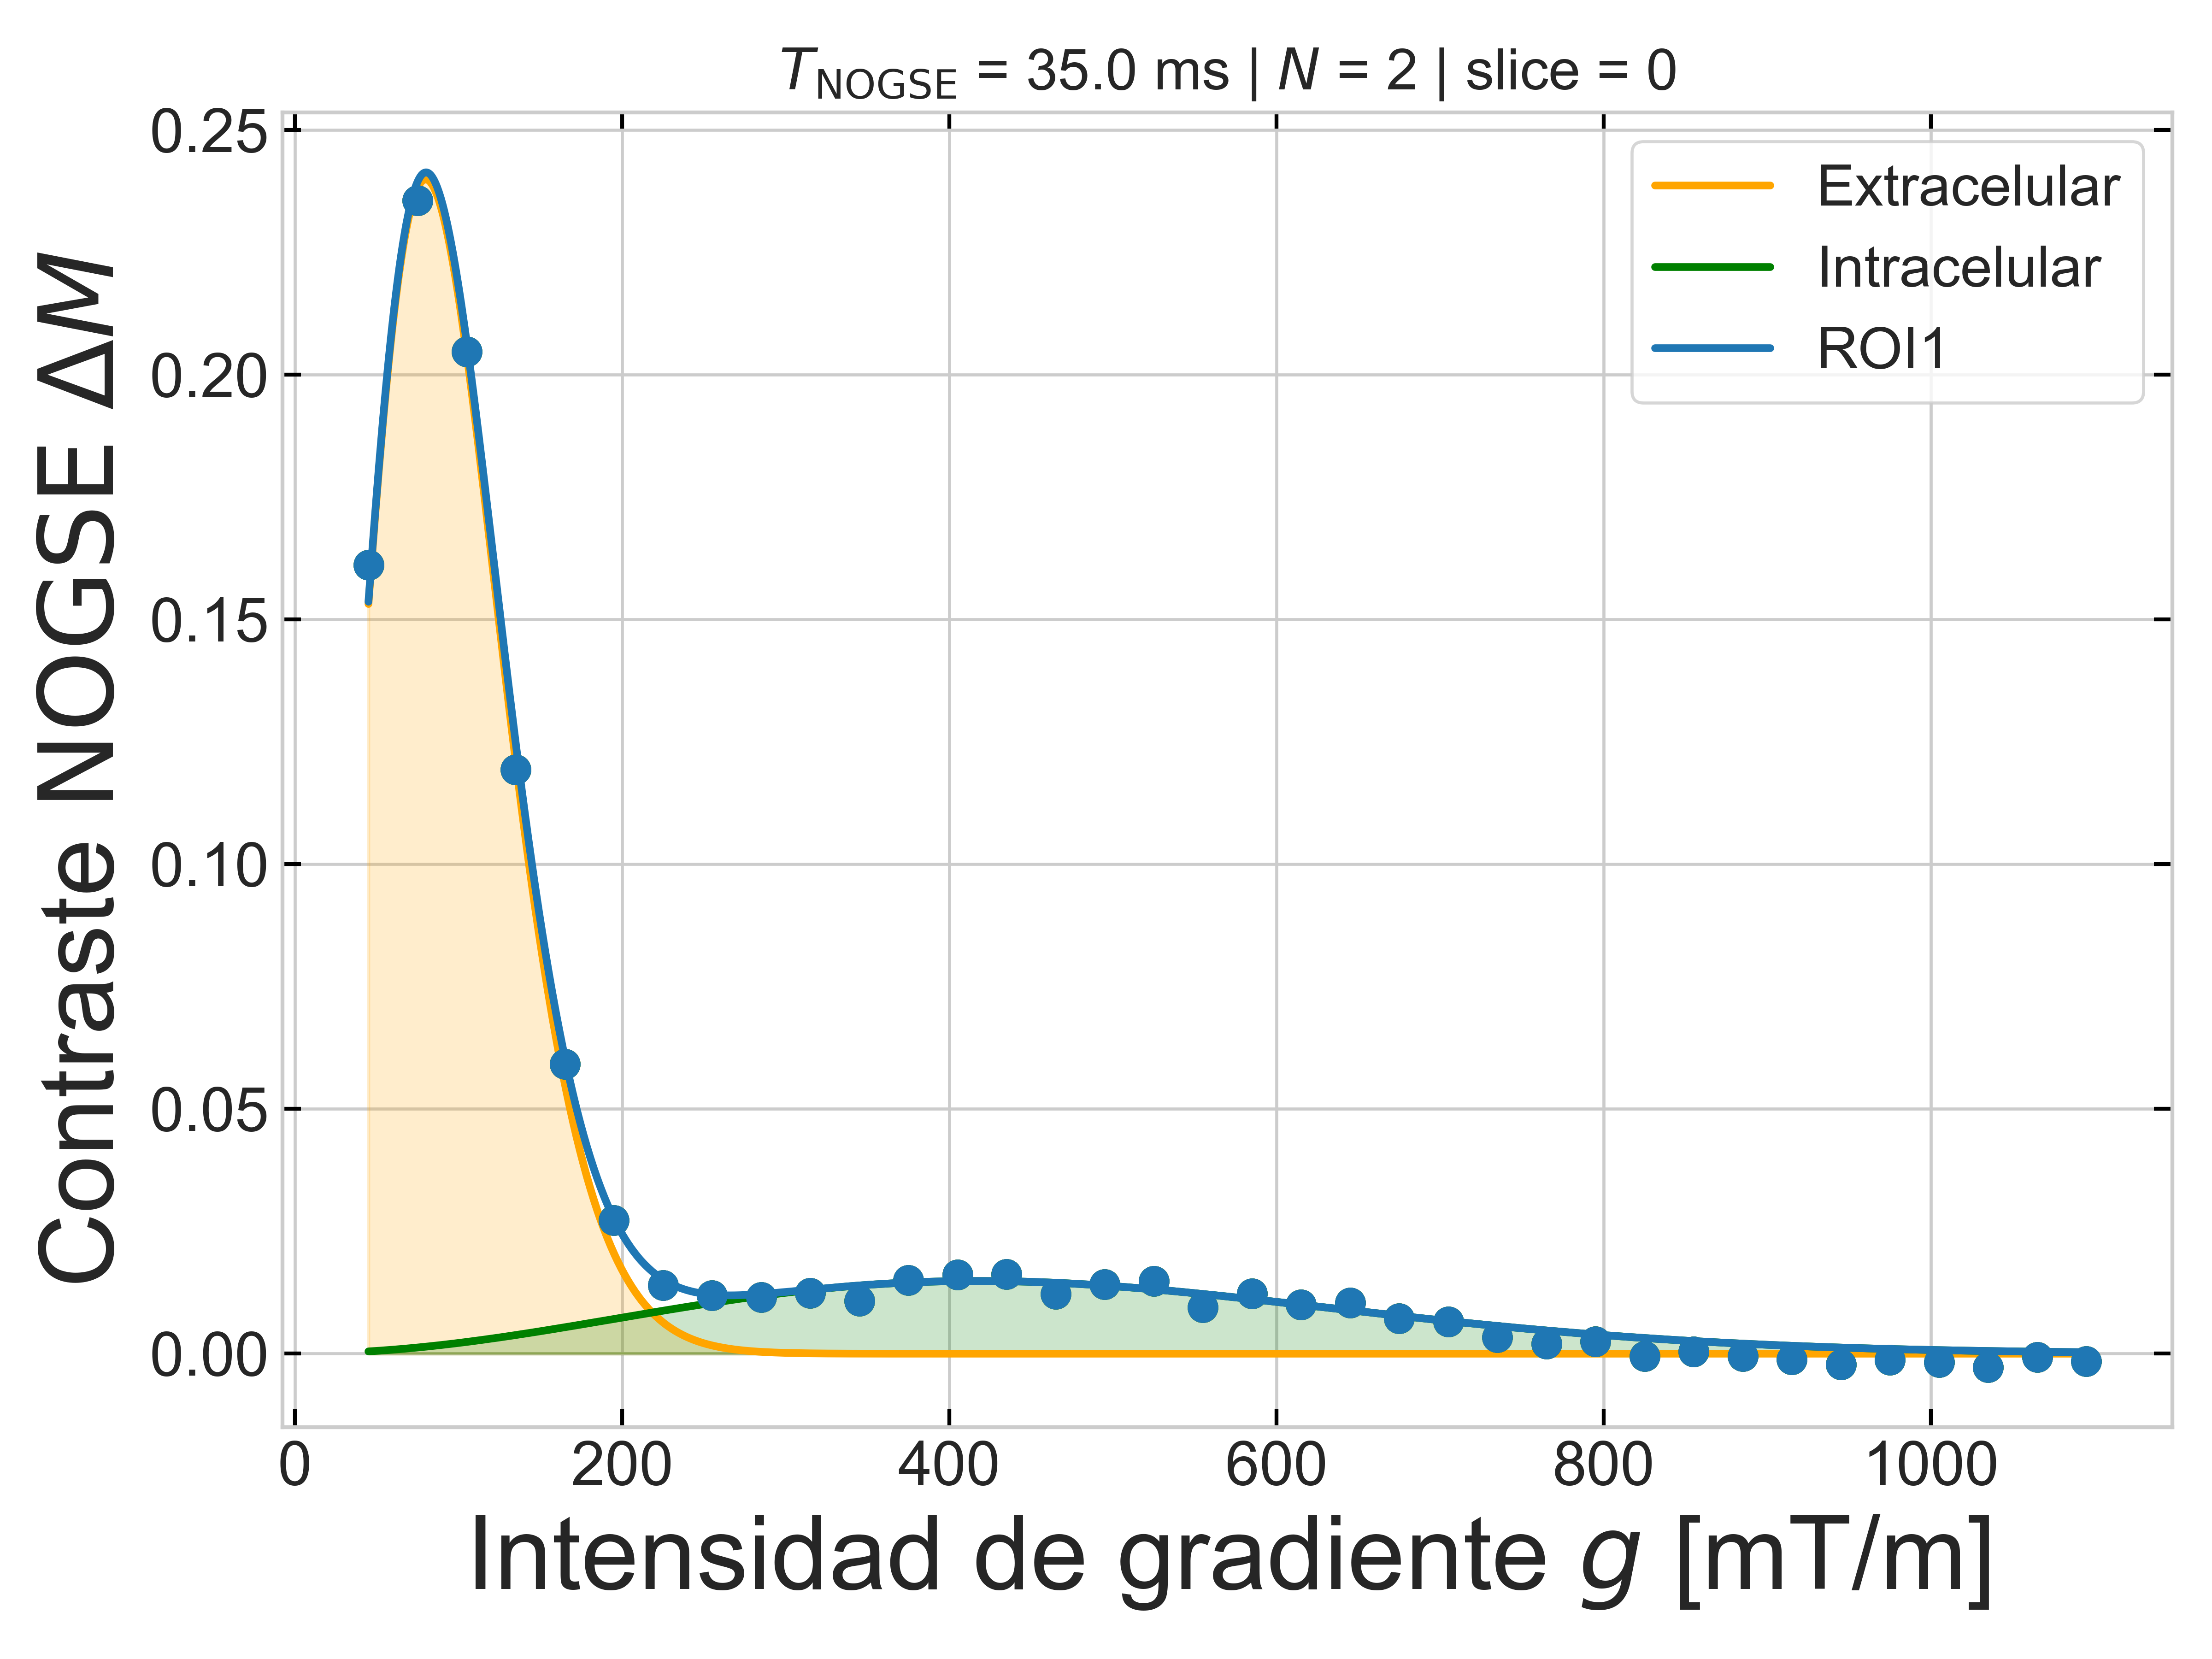 T_NOGSE = 35.0 ms | N = 2 | slice = 0
Contraste NOGSE ΔM
0.25
0.20
0.15
0.10
0.05
0.00
Extracelular
Intracelular
ROI1
0 200 400 600 800 1000
Intensidad de gradiente g [mT/m]